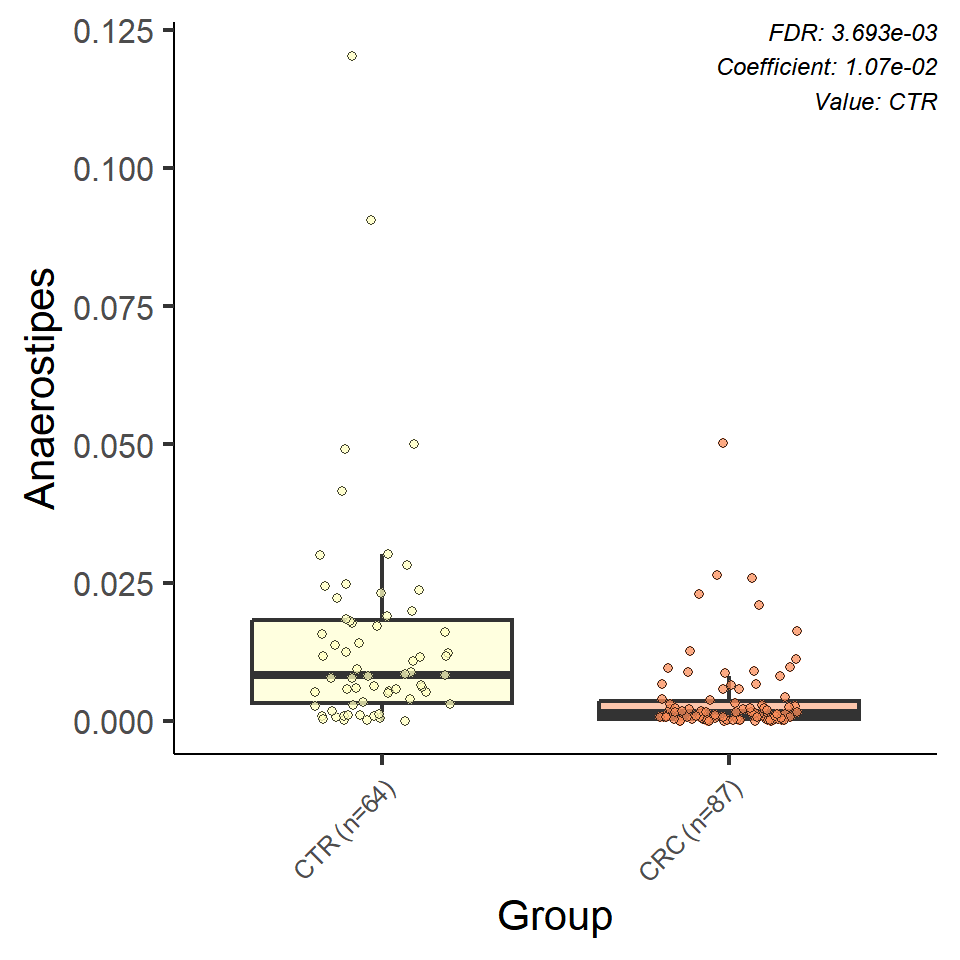 FDR: 3.693e-03
Coefficient: 1.07e-02
Value: CTR
Anaerostipes
0.125
0.100
0.075
0.050
0.025
0.000
CTR (n=64)
CRC (n=87)
Group